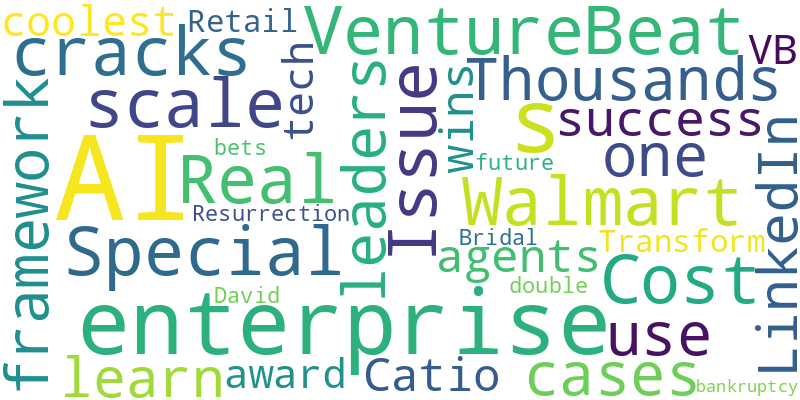 coolest
Retail
VentureBeat
VB
cracks
tech
leaders
Issue
wins
Thousands
scale
s
success
framework
AI
bets
Real
future
one
LinkedIn
Resurrection
Walmart
Special
Bridal
Transform
agents
Cost
David
double
enterprise
use
learn
award
Catio
cases
bankruptcy